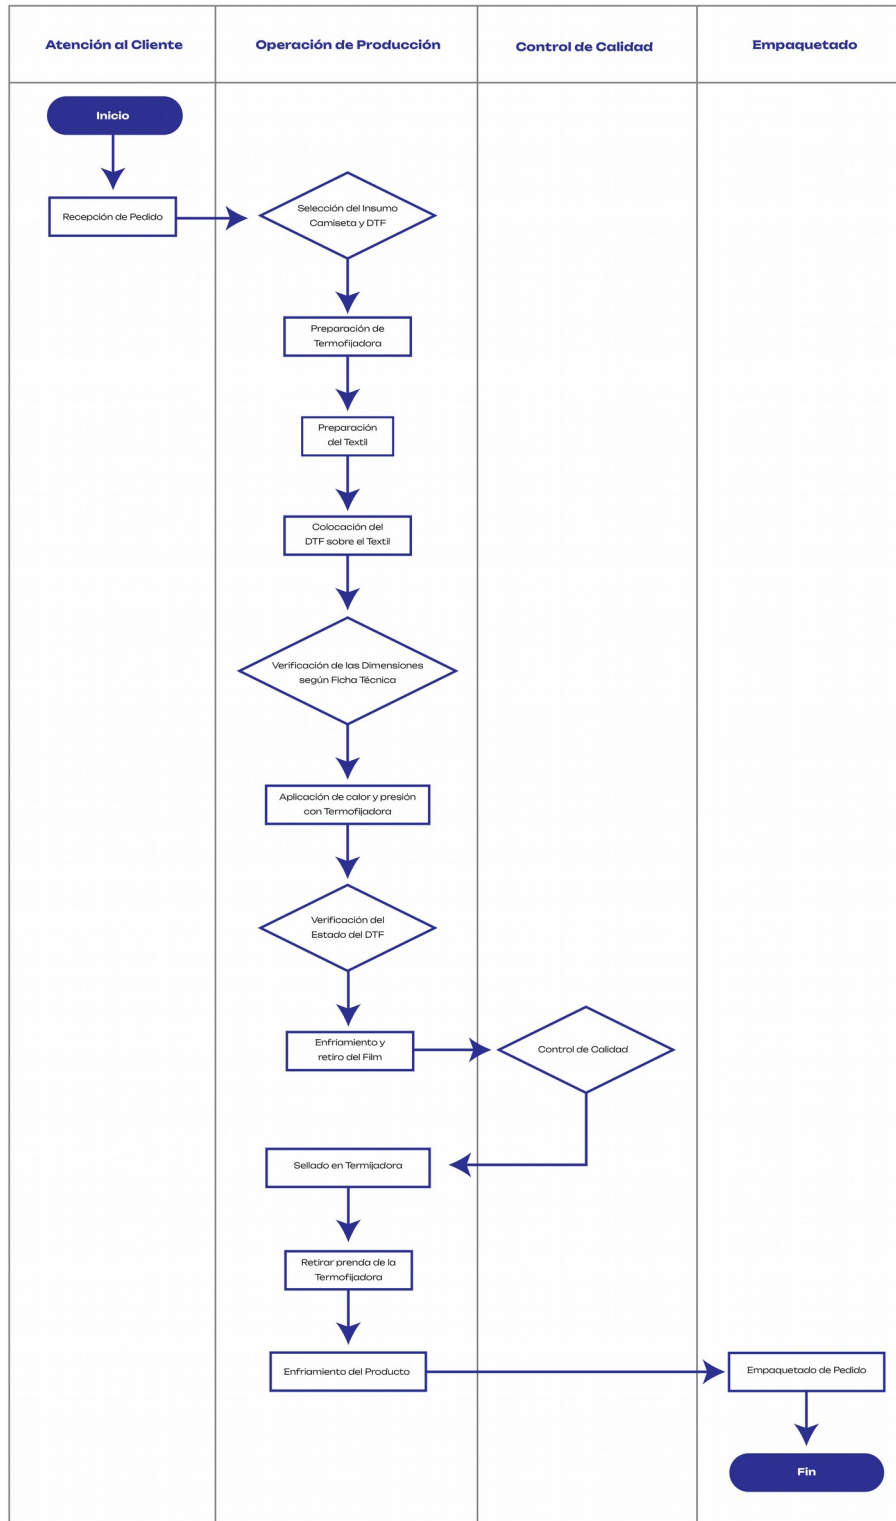 Atención al Cliente
Operación de Producción
Control de Calidad
Empaquetado
Inicio
Recepción de Pedido
Selección del Insumo
Camiseta y DTF
Preparación de
Termofijadora
Preparación
del Textil
Colocación del
DTF sobre el Textil
Verificación de las Dimensiones
según Ficha Técnica
Aplicación de calor y presión
con Termofijadora
Verificación del
Estado del DTF
Enfriamiento y
retiro del Film
Control de Calidad
Sellado en Termijadora
Retirar prenda de la
Termofijadora
Enfriamiento del Producto
Empaquetado de Pedido
Fin